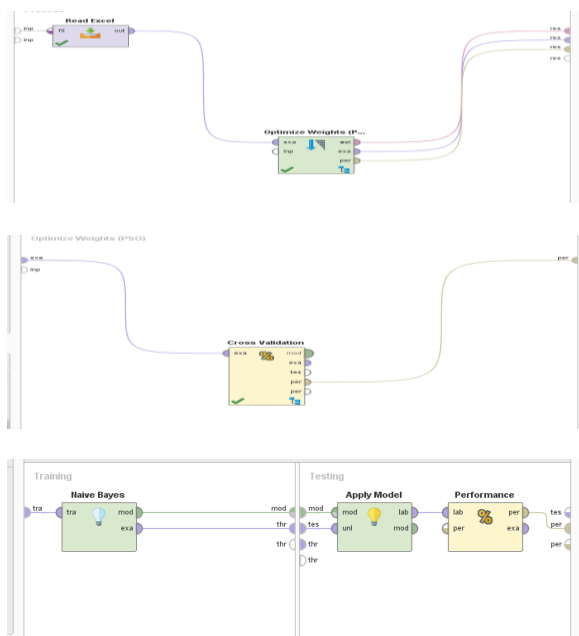 Process
Read Excel
inp fil out res
inp res
res
res
Optimize Weights (P...
exa wei
inp exa
per
Optimize Weights (PSO)
exa per
inp
Cross Validation
exa % mod
exa
tes
per
per
Training Testing
Naive Bayes Apply Model Performance
tra tra mod mod mod mod lab lab % per tes
exa thr tes unl mod per exa per
thr thr per
thr